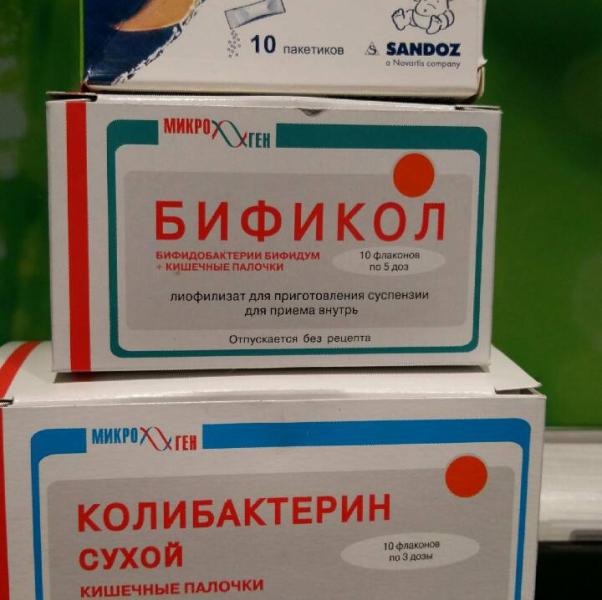 10 пакетиков
SANDOZ
a Novartis company
МИКРОГЕН
БИФИКОЛ
БИФИДОБАКТЕРИИ БИФИДУМ
+ КИШЕЧНЫЕ ПАЛОЧКИ
10 флаконов
по 5 доз
лиофилизат для приготовления суспензии
для приема внутрь
Отпускается без рецепта
МИКРОГЕН
КОЛИБАКТЕРИН
СУХОЙ
10 флаконов
по 3 дозы
КИШЕЧНЫЕ ПАЛОЧКИ